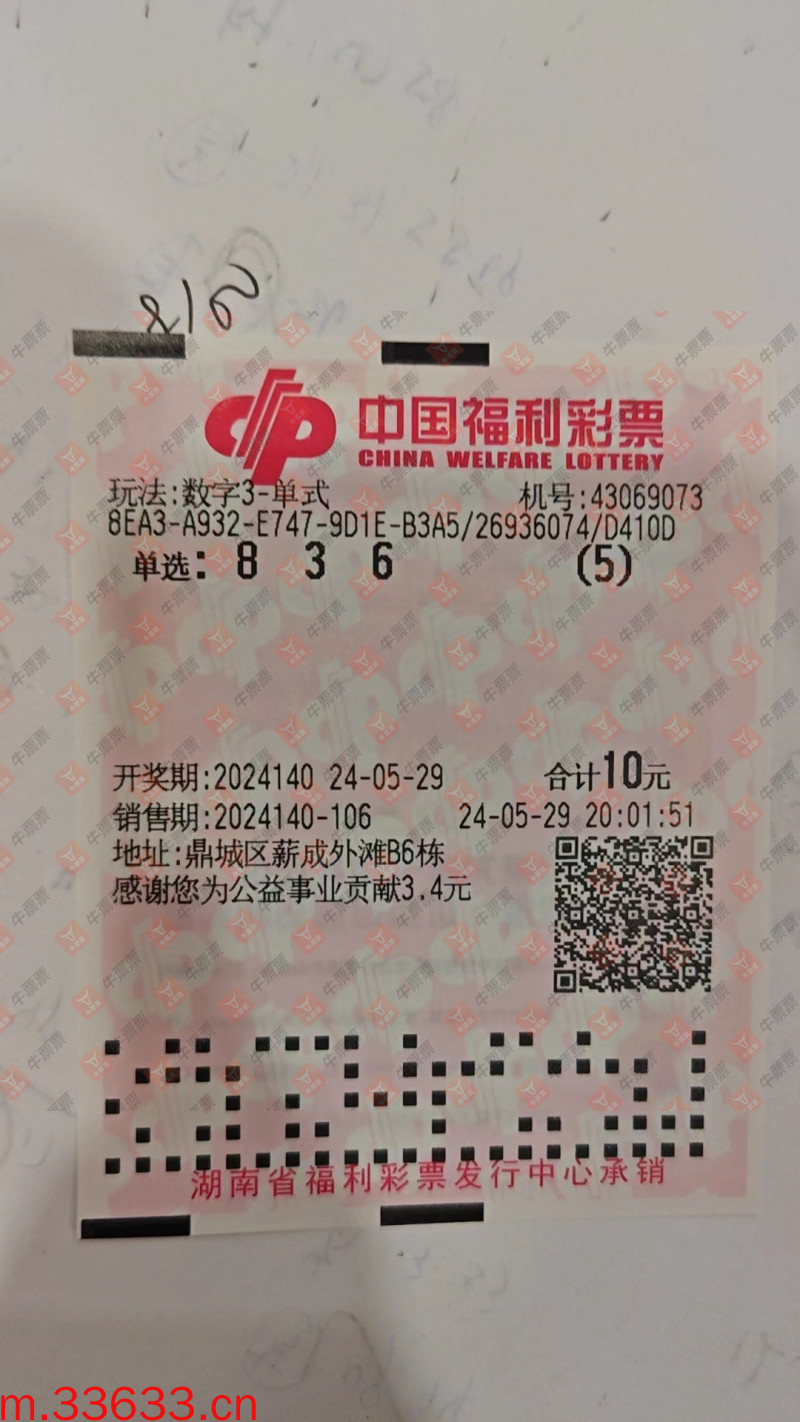 中国福利彩票
CHINA WELFARE LOTTERY
玩法:数字3-单式 机号:43069073
8EA3-A932-E747-9D1E-B3A5/26936074/D410D
单选: 8 3 6 (5)
开奖期:2024140 24-05-29 合计10元
销售期:2024140-106 24-05-29 20:01:51
地址:鼎城区薪成外滩B6栋
感谢您为公益事业贡献3.4元
湖南省福利彩票发行中心承销
牛票票
m.33633.cn